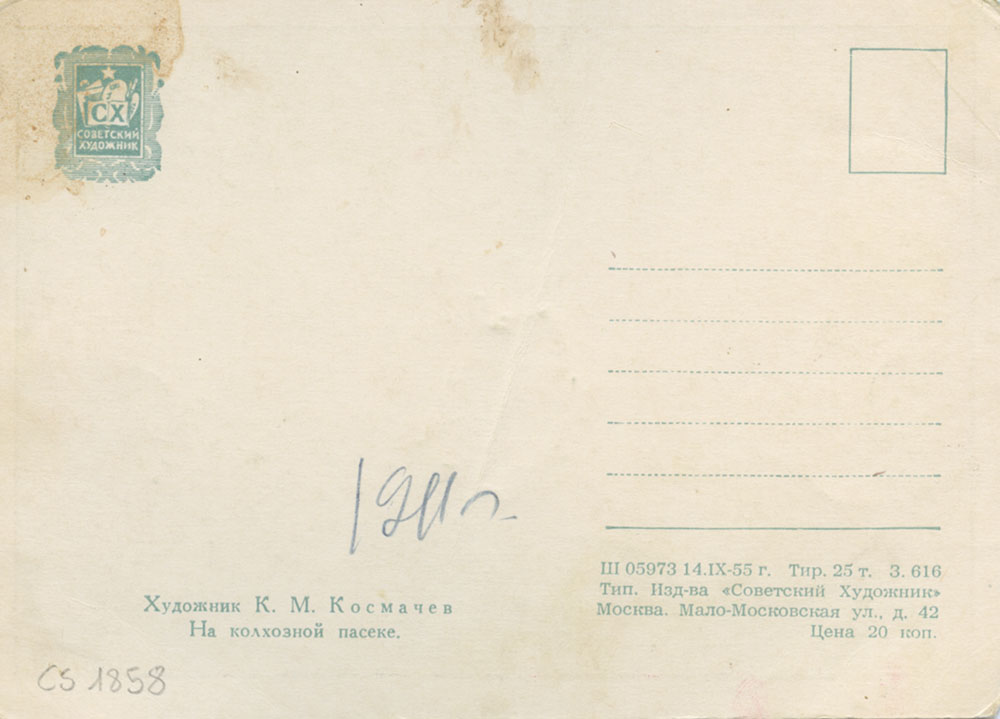 СХ
СОВЕТСКИЙ
ХУДОЖНИК
Ш 05973 14.IX-55 г. Тир. 25 т. З. 616
Тип. Изд-ва «Советский Художник»
Москва. Мало-Московская ул., д. 42
Цена 20 коп.
Художник К. М. Космачев
На колхозной пасеке.
CS 1858